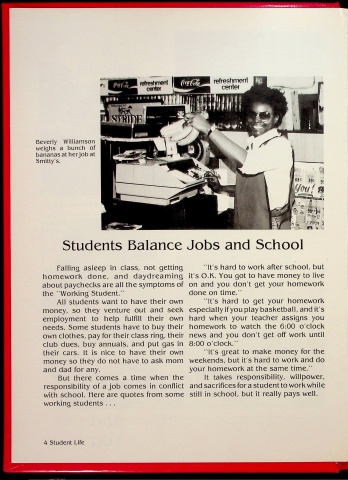 Coca-Cola
refreshment
center
Coca-Cola
refreshment
center
STRIDE
You!
Beverly Williamson
weighs a bunch of
bananas at her job at
Smitty's.
Students Balance Jobs and School
Falling asleep in class, not getting
homework done, and daydreaming
about paychecks are all the symptoms of
the "Working Student."
All students want to have their own
money, so they venture out and seek
employment to help fulfill their own
needs. Some students have to buy their
own clothes, pay for their class ring, their
club dues, buy annuals, and put gas in
their cars. It is nice to have their own
money so they do not have to ask mom
and dad for any.
But there comes a time when the
responsibility of a job comes in conflict
with school. Here are quotes from some
working students . . .
"It's hard to work after school, but
it's O.K. You got to have money to live
on and you don't get your homework
done on time."
"It's hard to get your homework
especially if you play basketball, and it's
hard when your teacher assigns you
homework to watch the 6:00 o'clock
news and you don't get off work until
8:00 o'clock."
"It's great to make money for the
weekends, but it's hard to work and do
your homework at the same time."
It takes responsibility, willpower,
and sacrifices for a student to work while
still in school, but it really pays well.
4 Student Life